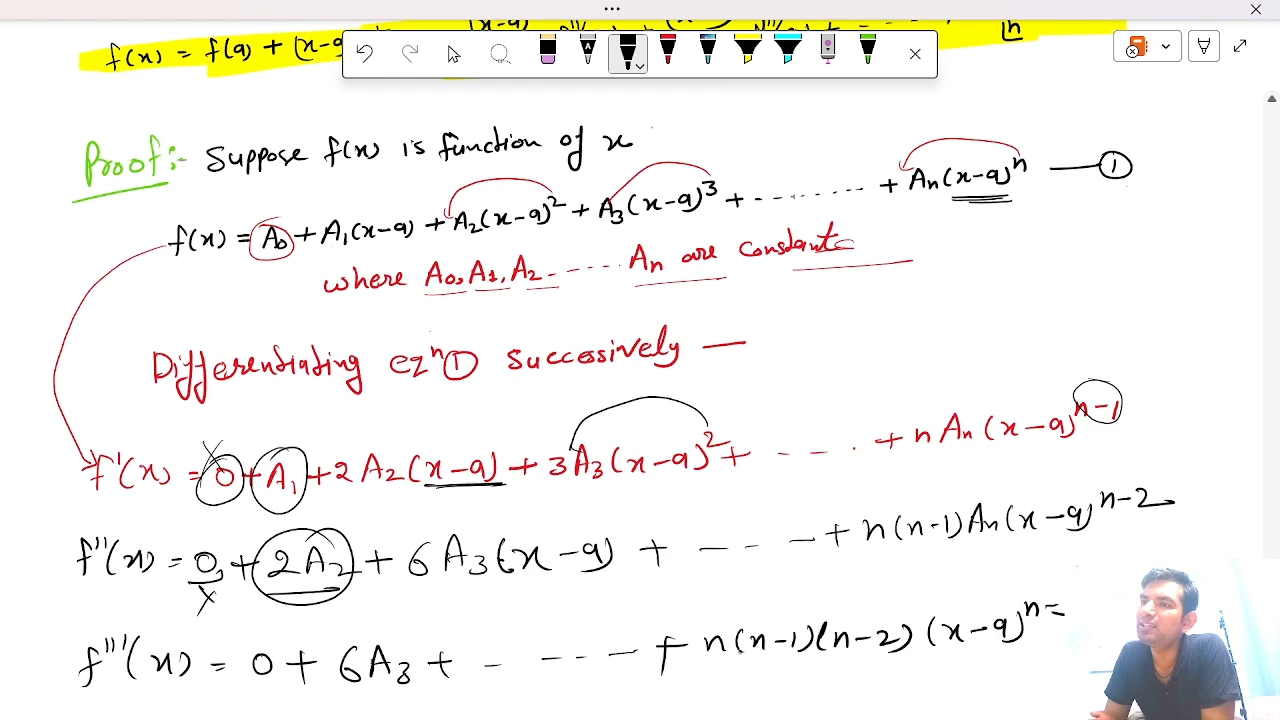 f(x) = f(a) + (x-a
Proof:- Suppose f(x) is function of x
f(x) = A₀ + A₁(x-a) + A₂(x-a)² + A₃(x-a)³ + ........ + Aₙ(x-a)ⁿ — ①
where A₀, A₁, A₂ - ..... Aₙ are constants
Differentiating eqⁿ ① successively —
f'(x) = 0 + A₁ + 2A₂(x-a) + 3A₃(x-a)² + - - - . + nAₙ(x-a)ⁿ⁻¹
f''(x) = 0 + 2A₂ + 6A₃(x-a) + - - - - + n(n-1)Aₙ(x-a)ⁿ⁻²
f'''(x) = 0 + 6A₃ + - - - - - + n(n-1)(n-2)(x-a)ⁿ⁼